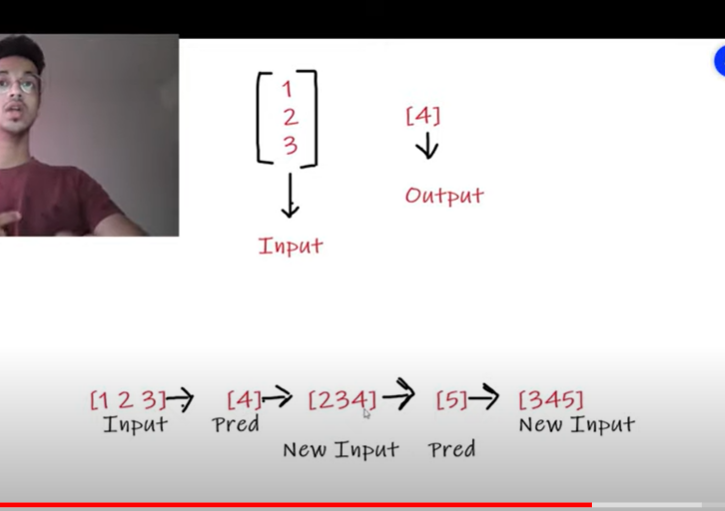 1
2
3
[4]
Output
Input
[1 2 3] [4] [234] [5] [345]
Input Pred New Input
New Input Pred